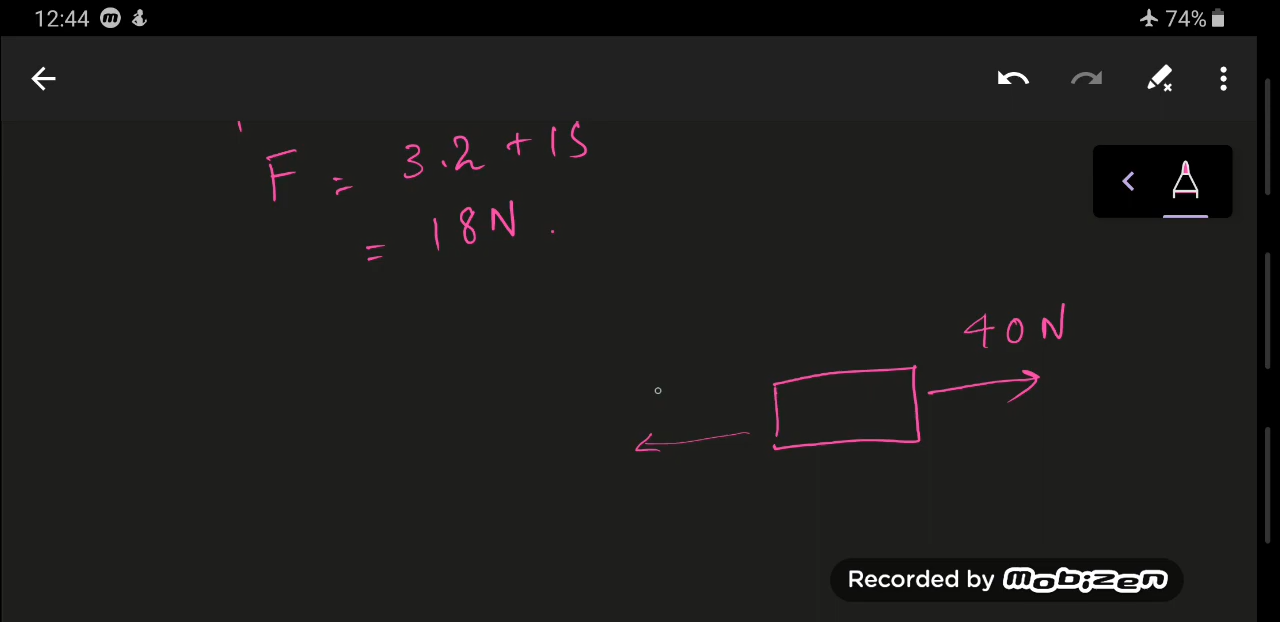 12:44 74%
F = 3.2 + 15
= 18N.
40N
Recorded by mobizen